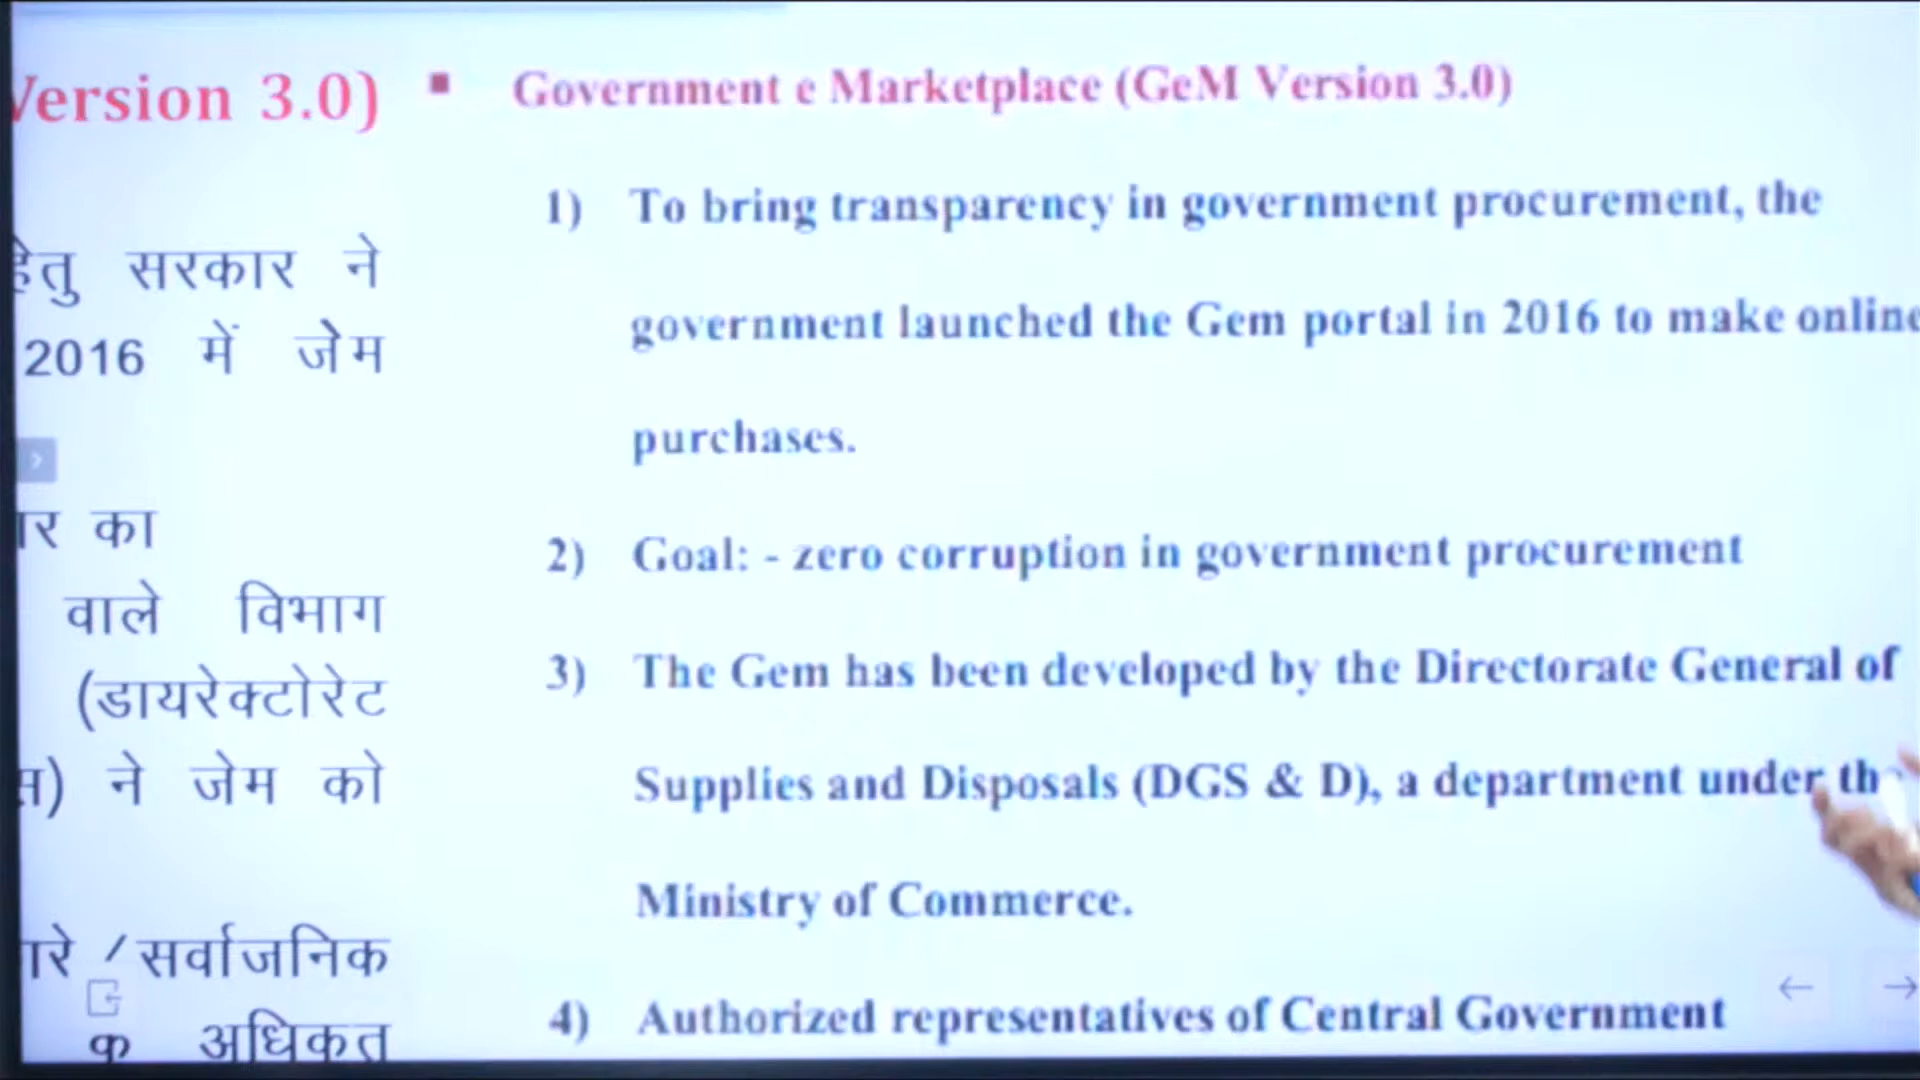 Version 3.0)
हेतु सरकार ने
2016 में जेम
का
वाले विभाग
(डायरेक्टोरेट
ने जेम को
सर्वाजनिक
▪ Government e Marketplace (GeM Version 3.0)
1) To bring transparency in government procurement, the
government launched the Gem portal in 2016 to make online
purchases.
2) Goal: - zero corruption in government procurement
3) The Gem has been developed by the Directorate General of
Supplies and Disposals (DGS & D), a department under th
Ministry of Commerce.
4) Authorized representatives of Central Government